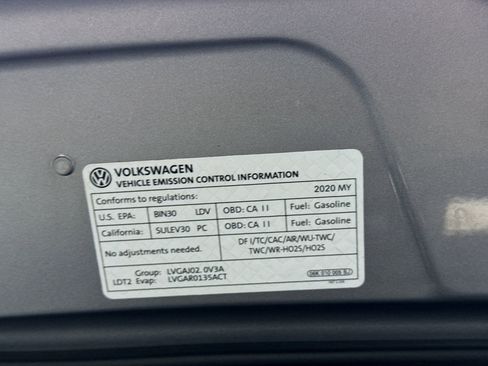 VOLKSWAGEN
VEHICLE EMISSION CONTROL INFORMATION
Conforms to regulations: 2020 MY
U.S. EPA: BIN30 LDV OBD: CA II Fuel: Gasoline
California: SULEV30 PC OBD: CA II Fuel: Gasoline
No adjustments needed.
DF I/TC/CAC/AIR/WU-TWC/
TWC/WR-HO2S/HO2S
Group: LVGAJ02.0V3A
LDT2 Evap: LVGAR0135ACT